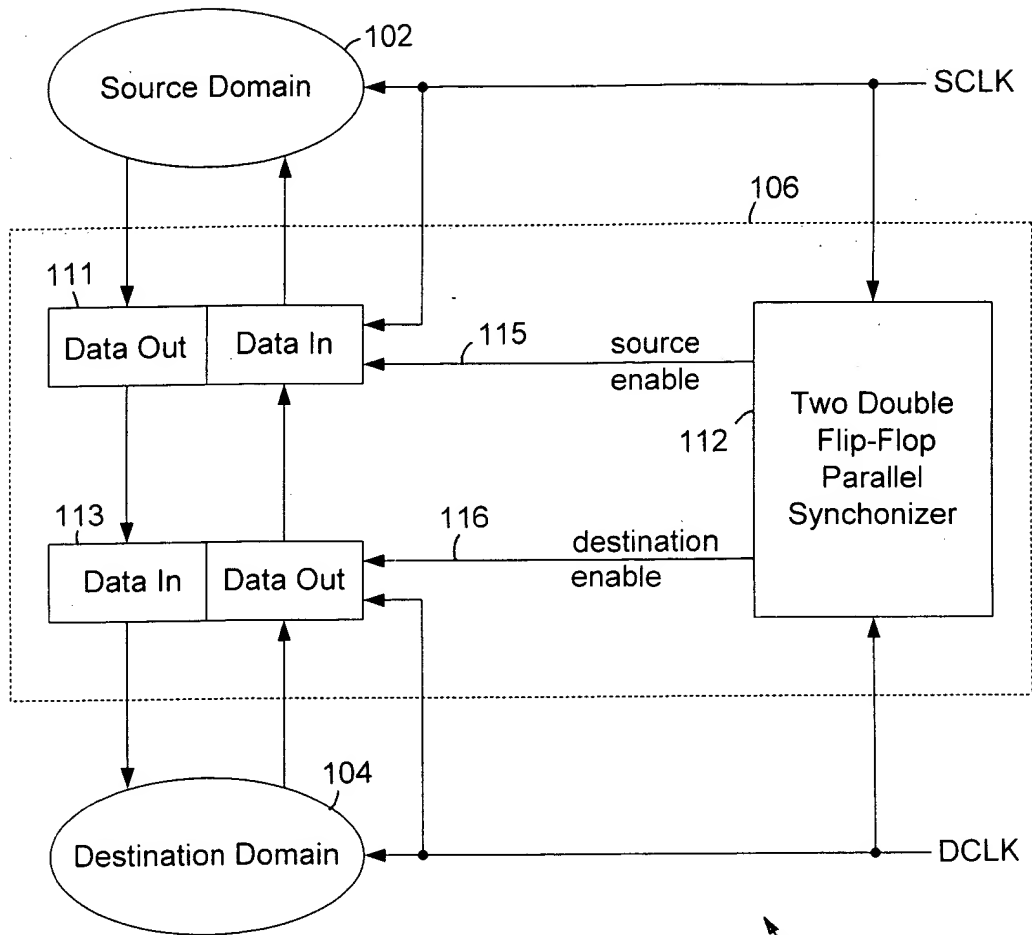 102
Source Domain
SCLK
106
111
Data Out
Data In
115
source
enable
112
Two Double
Flip-Flop
Parallel
Synchonizer
113
Data In
Data Out
116
destination
enable
104
Destination Domain
DCLK